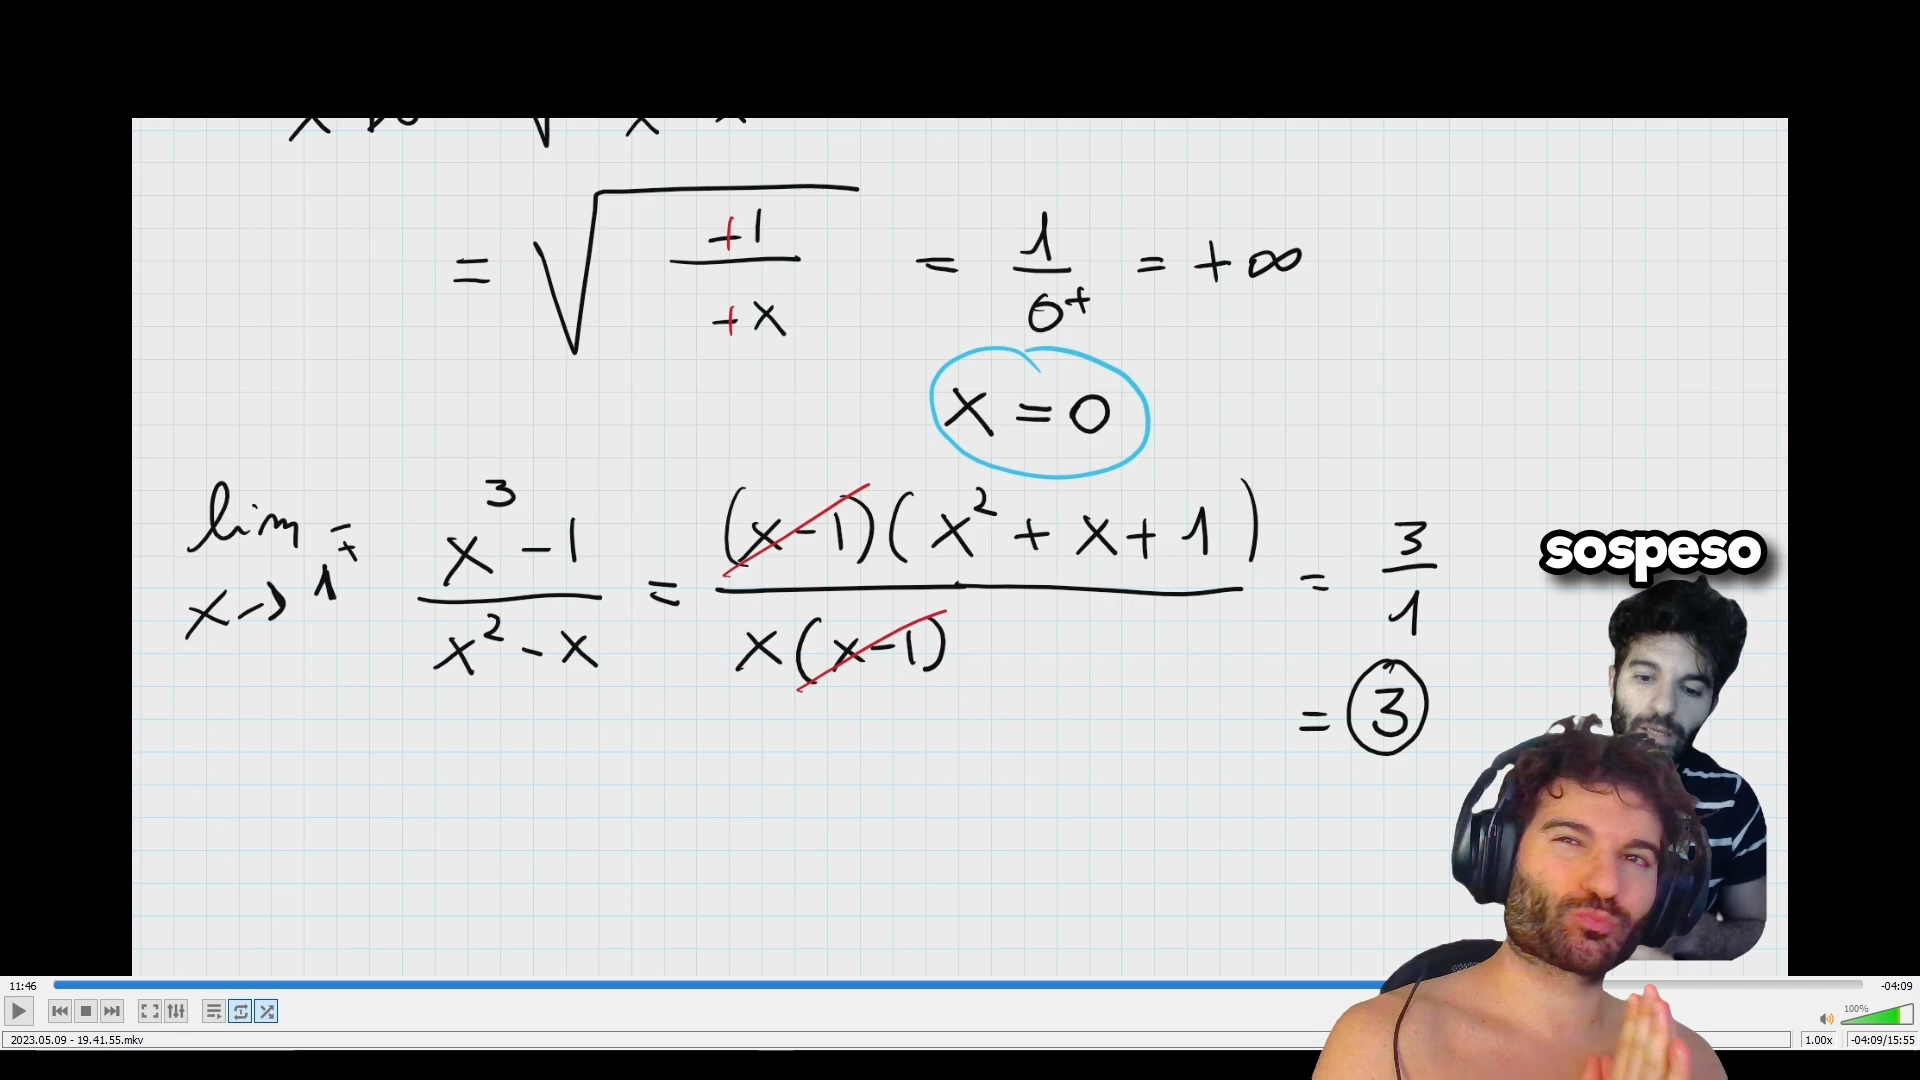 = √(+1 / +x) = 1 / 0⁺ = +∞
x = 0
lim x→1⁺ (x³ - 1) / (x² - x) = (x-1)(x² + x + 1) / x(x-1) = 3 / 1
= 3
sospeso
11:46 -04:09
100%
2023.05.09 - 19.41.55.mkv 1.00x -04:09/15:55